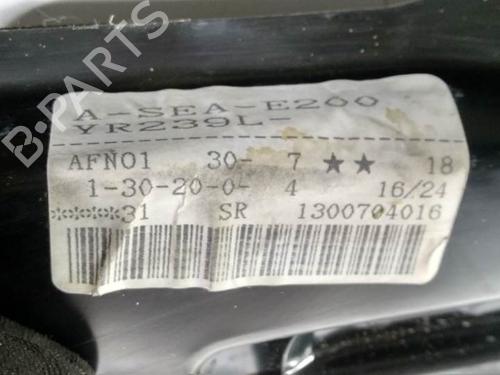 B-PARTS
A-SEA-E200
YR239L-
AFN01 30- 7 ★★ 18
1-30-20-0- 4 16/24
****31 SR 1300704016